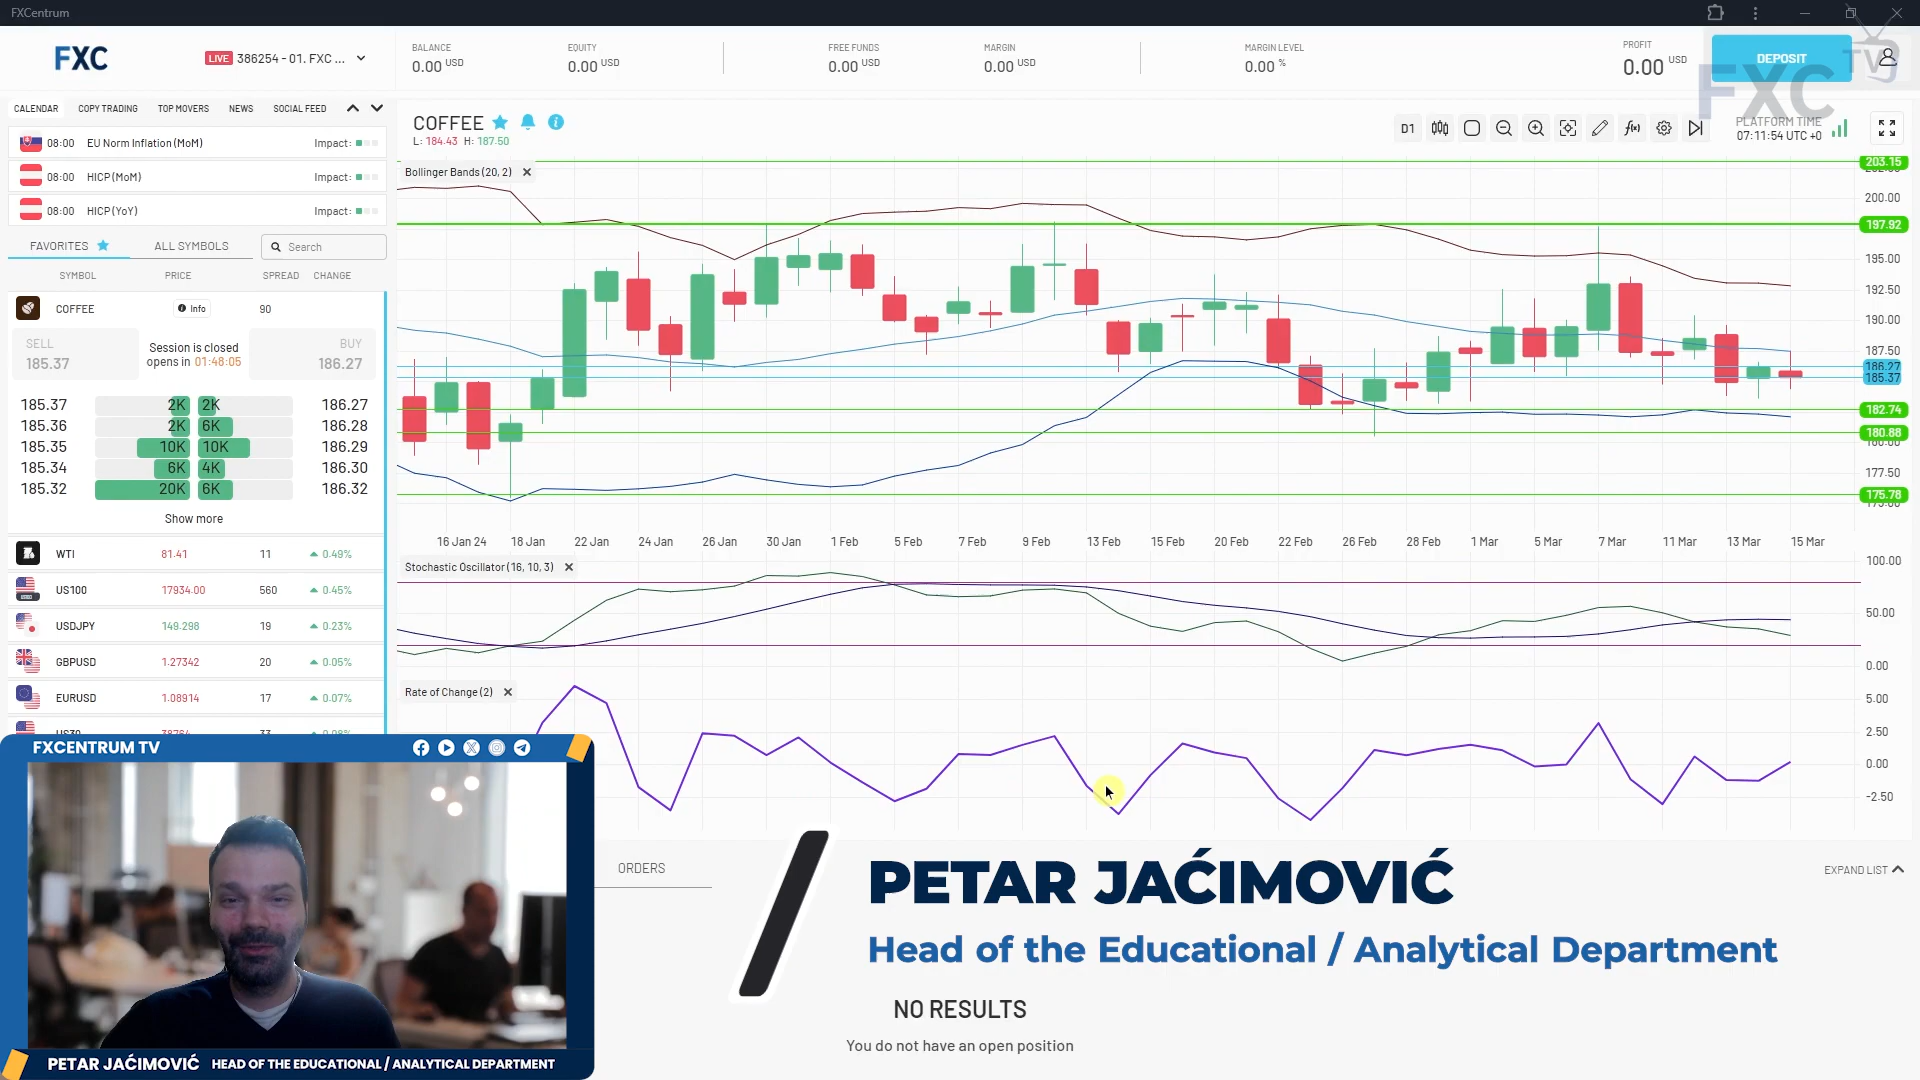 FXCentrum
FXC
LIVE 386254 - 01. FXC ...
BALANCE
0.00 USD
EQUITY
0.00 USD
FREE FUNDS
0.00 USD
MARGIN
0.00 USD
MARGIN LEVEL
0.00 %
PROFIT
0.00 USD
DEPOSIT
FXC TV
CALENDAR COPY TRADING TOP MOVERS NEWS SOCIAL FEED
08:00 EU Norm Inflation (MoM) Impact:
08:00 HICP (MoM) Impact:
08:00 HICP (YoY) Impact:
FAVORITES ALL SYMBOLS Search
SYMBOL PRICE SPREAD CHANGE
COFFEE Info 90
SELL
185.37
Session is closed
opens in 01:48:05
BUY
186.27
185.37 2K 2K 186.27
185.36 2K 6K 186.28
185.35 10K 10K 186.29
185.34 6K 4K 186.30
185.32 20K 6K 186.32
Show more
WTI 81.41 11 0.49%
US100 17934.00 560 0.45%
USDJPY 149.298 19 0.23%
GBPUSD 1.27342 20 0.05%
EURUSD 1.08914 17 0.07%
COFFEE
L: 184.43 H: 187.50
D1
PLATFORM TIME
07:11:54 UTC +0
Bollinger Bands (20, 2)
203.15
200.00
197.92
195.00
192.50
190.00
187.50
186.27
185.37
182.74
180.88
180.00
177.50
175.78
16 Jan 24 18 Jan 22 Jan 24 Jan 26 Jan 30 Jan 1 Feb 5 Feb 7 Feb 9 Feb 13 Feb 15 Feb 20 Feb 22 Feb 26 Feb 28 Feb 1 Mar 5 Mar 7 Mar 11 Mar 13 Mar 15 Mar
Stochastic Oscillator (16, 10, 3)
100.00
50.00
0.00
Rate of Change (2)
5.00
2.50
0.00
-2.50
FXCENTRUM TV
ORDERS
EXPAND LIST
PETAR JAĆIMOVIĆ
Head of the Educational / Analytical Department
NO RESULTS
You do not have an open position
PETAR JAĆIMOVIĆ HEAD OF THE EDUCATIONAL / ANALYTICAL DEPARTMENT